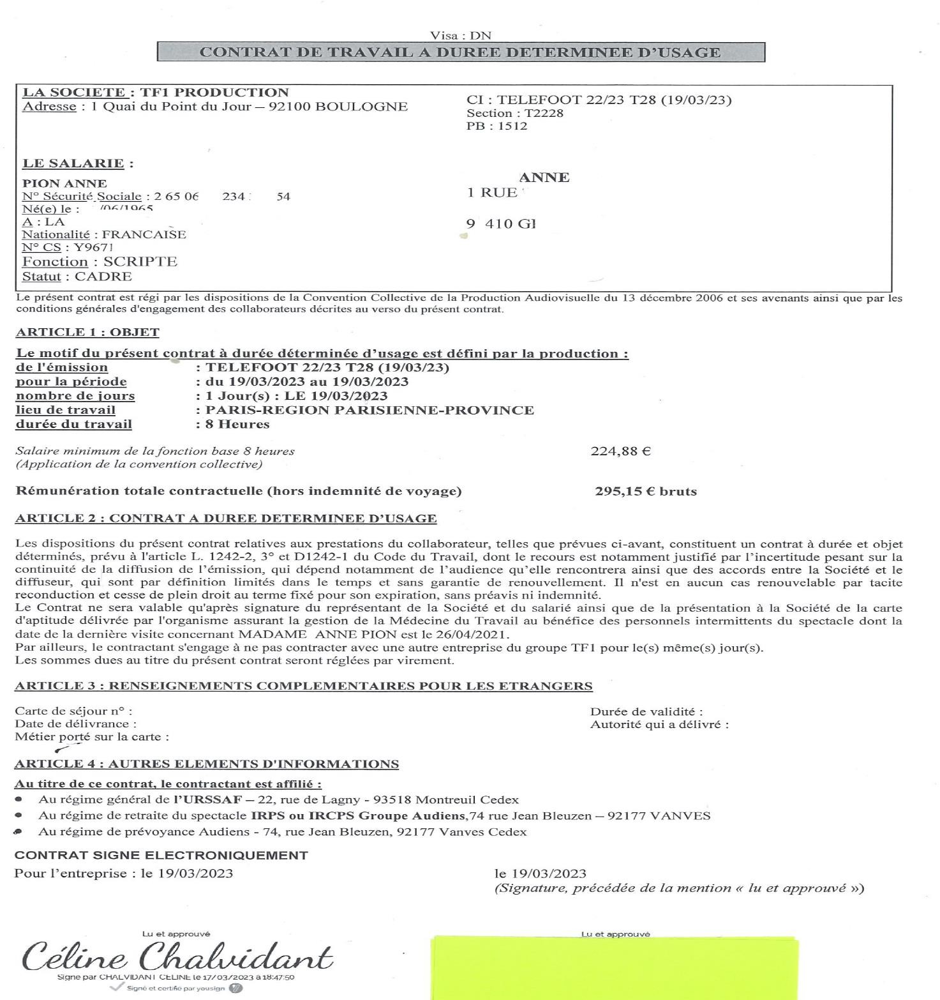 Visa : DN
CONTRAT DE TRAVAIL A DUREE DETERMINEE D'USAGE
LA SOCIETE : TF1 PRODUCTION
Adresse : 1 Quai du Point du Jour – 92100 BOULOGNE
CI : TELEFOOT 22/23 T28 (19/03/23)
Section : T2228
PB : 1512
LE SALARIE :
ANNE
PION ANNE
1 RUE
N° Sécurité Sociale : 2 65 06 234 54
Né(e) le : /06/1965
A : LA
9 410 GI
Nationalité : FRANCAISE
N° CS : Y9671
Fonction : SCRIPTE
Statut : CADRE
Le présent contrat est régi par les dispositions de la Convention Collective de la Production Audiovisuelle du 13 décembre 2006 et ses avenants ainsi que par les
conditions générales d'engagement des collaborateurs décrites au verso du présent contrat.
ARTICLE 1 : OBJET
Le motif du présent contrat à durée déterminée d'usage est défini par la production :
de l'émission : TELEFOOT 22/23 T28 (19/03/23)
pour la période : du 19/03/2023 au 19/03/2023
nombre de jours : 1 Jour(s) : LE 19/03/2023
lieu de travail : PARIS-REGION PARISIENNE-PROVINCE
durée du travail : 8 Heures
Salaire minimum de la fonction base 8 heures 224,88 €
(Application de la convention collective)
Rémunération totale contractuelle (hors indemnité de voyage) 295,15 € bruts
ARTICLE 2 : CONTRAT A DUREE DETERMINEE D'USAGE
Les dispositions du présent contrat relatives aux prestations du collaborateur, telles que prévues ci-avant, constituent un contrat à durée et objet
déterminés, prévu à l'article L. 1242-2, 3° et D1242-1 du Code du Travail, dont le recours est notamment justifié par l'incertitude pesant sur la
continuité de la diffusion de l'émission, qui dépend notamment de l'audience qu'elle rencontrera ainsi que des accords entre la Société et le
diffuseur, qui sont par définition limités dans le temps et sans garantie de renouvellement. Il n'est en aucun cas renouvelable par tacite
reconduction et cesse de plein droit au terme fixé pour son expiration, sans préavis ni indemnité.
Le Contrat ne sera valable qu'après signature du représentant de la Société et du salarié ainsi que de la présentation à la Société de la carte
d'aptitude délivrée par l'organisme assurant la gestion de la Médecine du Travail au bénéfice des personnels intermittents du spectacle dont la
date de la dernière visite concernant MADAME ANNE PION est le 26/04/2021.
Par ailleurs, le contractant s'engage à ne pas contracter avec une autre entreprise du groupe TF1 pour le(s) même(s) jour(s).
Les sommes dues au titre du présent contrat seront réglées par virement.
ARTICLE 3 : RENSEIGNEMENTS COMPLEMENTAIRES POUR LES ETRANGERS
Carte de séjour n° : Durée de validité :
Date de délivrance : Autorité qui a délivré :
Métier porté sur la carte :
ARTICLE 4 : AUTRES ELEMENTS D'INFORMATIONS
Au titre de ce contrat, le contractant est affilié :
• Au régime général de l'URSSAF – 22, rue de Lagny - 93518 Montreuil Cedex
• Au régime de retraite du spectacle IRPS ou IRCPS Groupe Audiens,74 rue Jean Bleuzen – 92177 VANVES
• Au régime de prévoyance Audiens - 74, rue Jean Bleuzen, 92177 Vanves Cedex
CONTRAT SIGNE ELECTRONIQUEMENT
Pour l'entreprise : le 19/03/2023 le 19/03/2023
(Signature, précédée de la mention « lu et approuvé »)
Lu et approuvé Lu et approuvé
Céline Chalvidant
Signé par CHALVIDANT CELINE le 17/03/2023 à 18:47:50
Signé et certifié par yousign